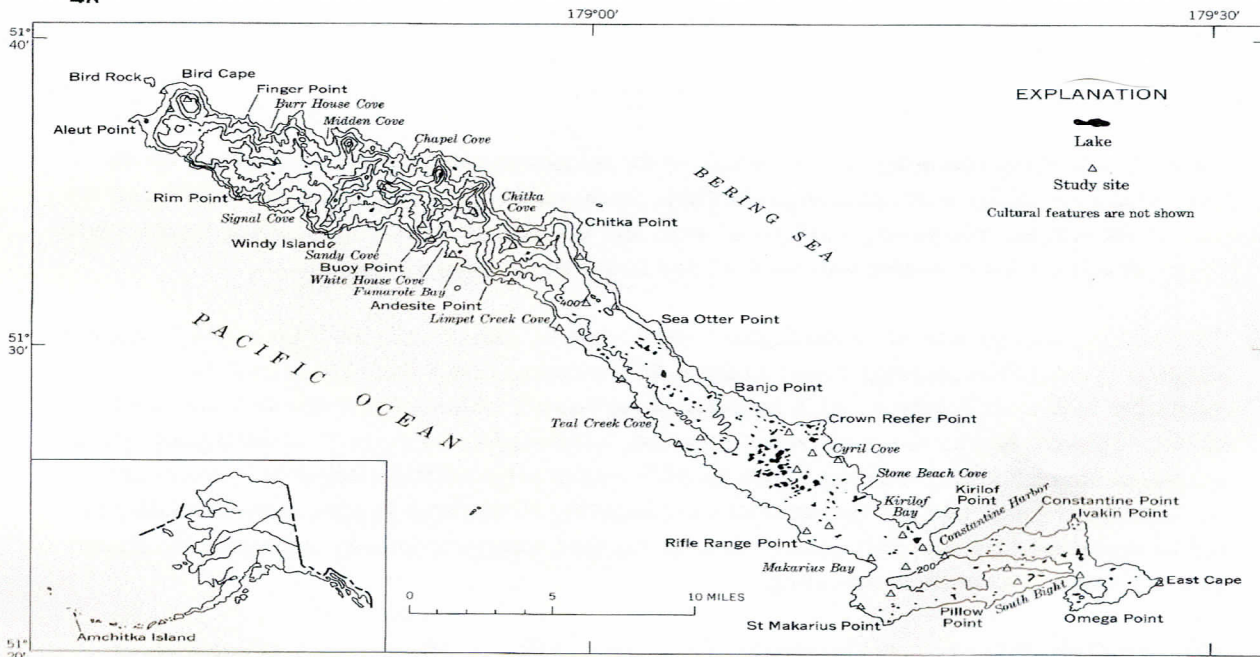 179°00'
179°30'
51°
40'
Bird Rock
Bird Cape
Finger Point
Burr House Cove
Midden Cove
Aleut Point
Chapel Cove
EXPLANATION
Lake
Study site
Cultural features are not shown
BERING SEA
Rim Point
Signal Cove
Chitka
Cove
Chitka Point
Windy Island
Sandy Cove
Buoy Point
White House Cove
Fumarole Bay
Andesite Point
400
Limpet Creek Cove
Sea Otter Point
PACIFIC OCEAN
51°
30'
Banjo Point
200
Teal Creek Cove
Crown Reefer Point
Cyril Cove
Stone Beach Cove
Kirilof
Point
Kirilof
Bay
Constantine Harbor
Constantine Point
Ivakin Point
Rifle Range Point
Makarius Bay
200
East Cape
South Bight
Pillow
Point
Omega Point
St Makarius Point
0 5 10 MILES
Amchitka Island
51°